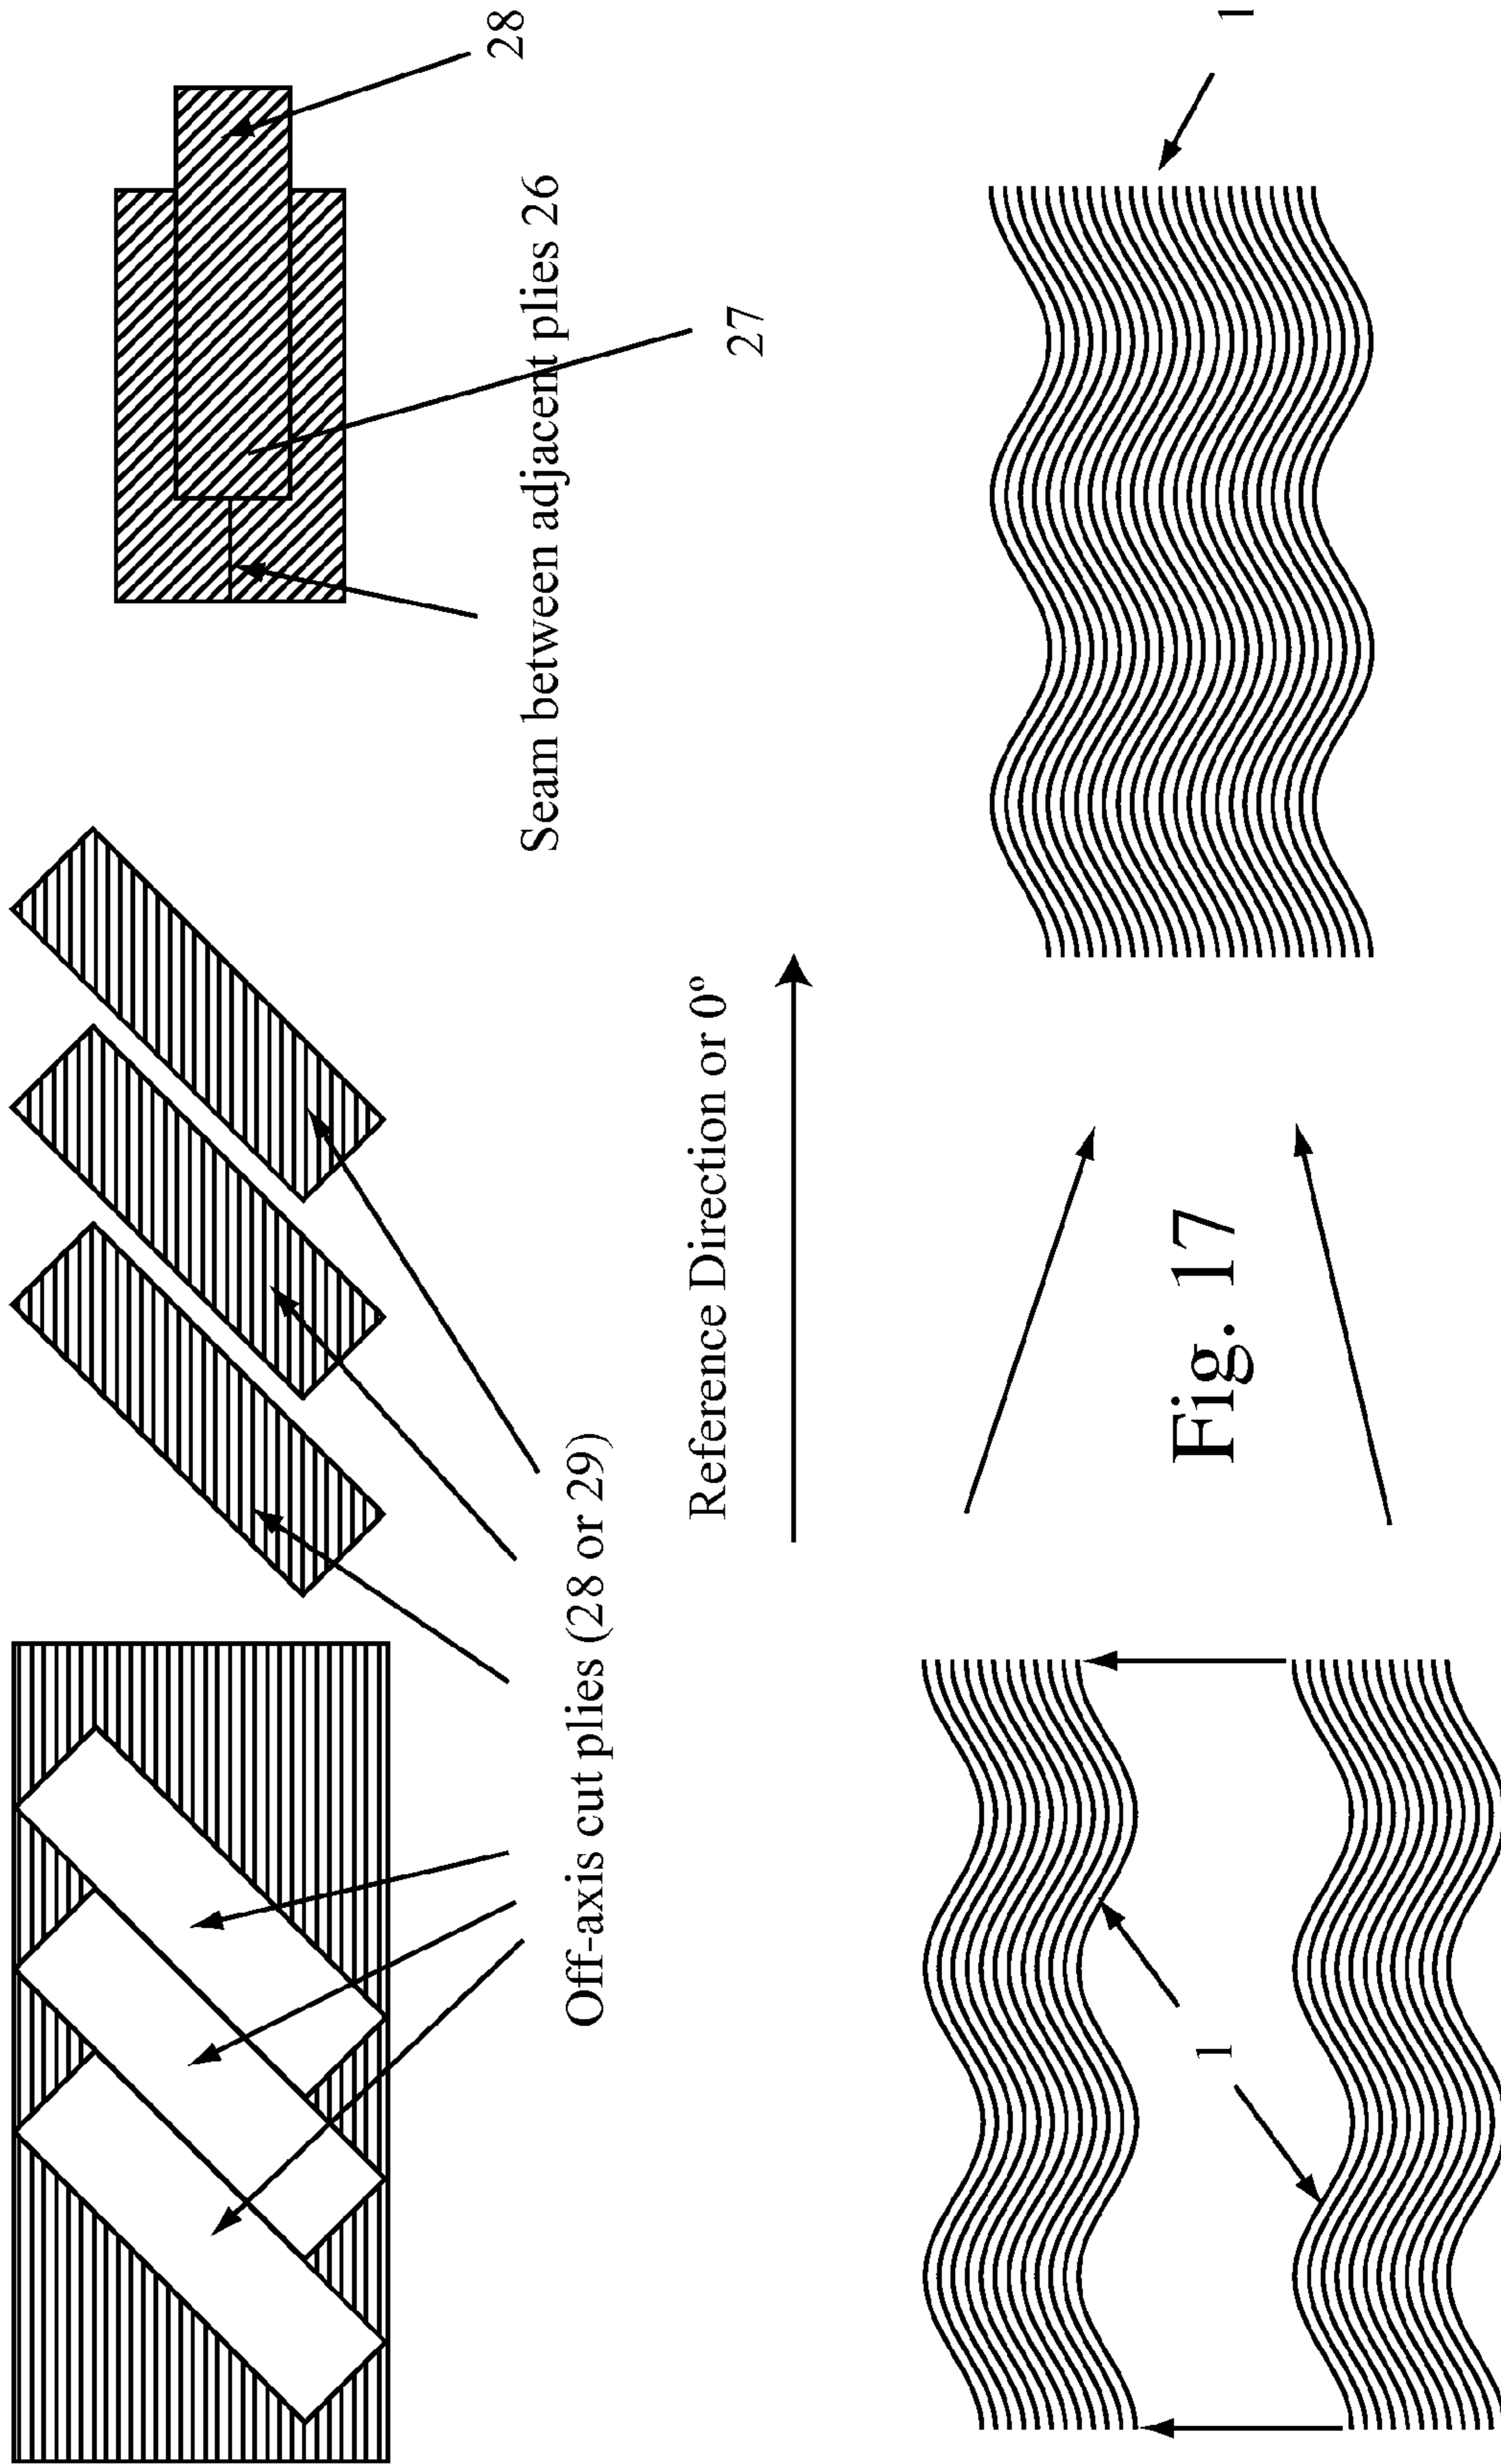 28
Seam between adjacent plies 26
27
Off-axis cut plies (28 or 29)
Reference Direction or 0º
1
Fig. 17
1